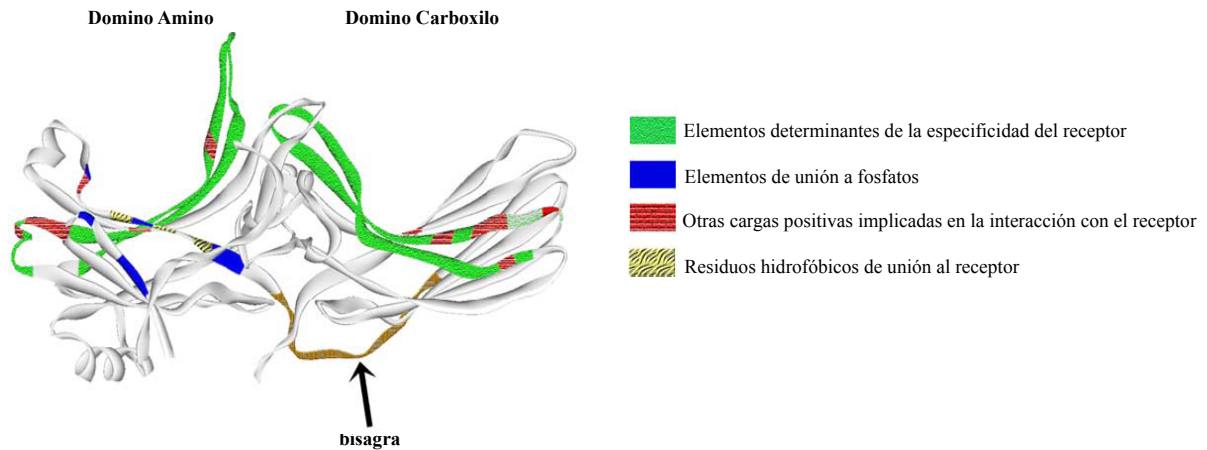 Domino Amino
Domino Carboxilo
Elementos determinantes de la especificidad del receptor
Elementos de unión a fosfatos
Otras cargas positivas implicadas en la interacción con el receptor
Residuos hidrofóbicos de unión al receptor
bisagra